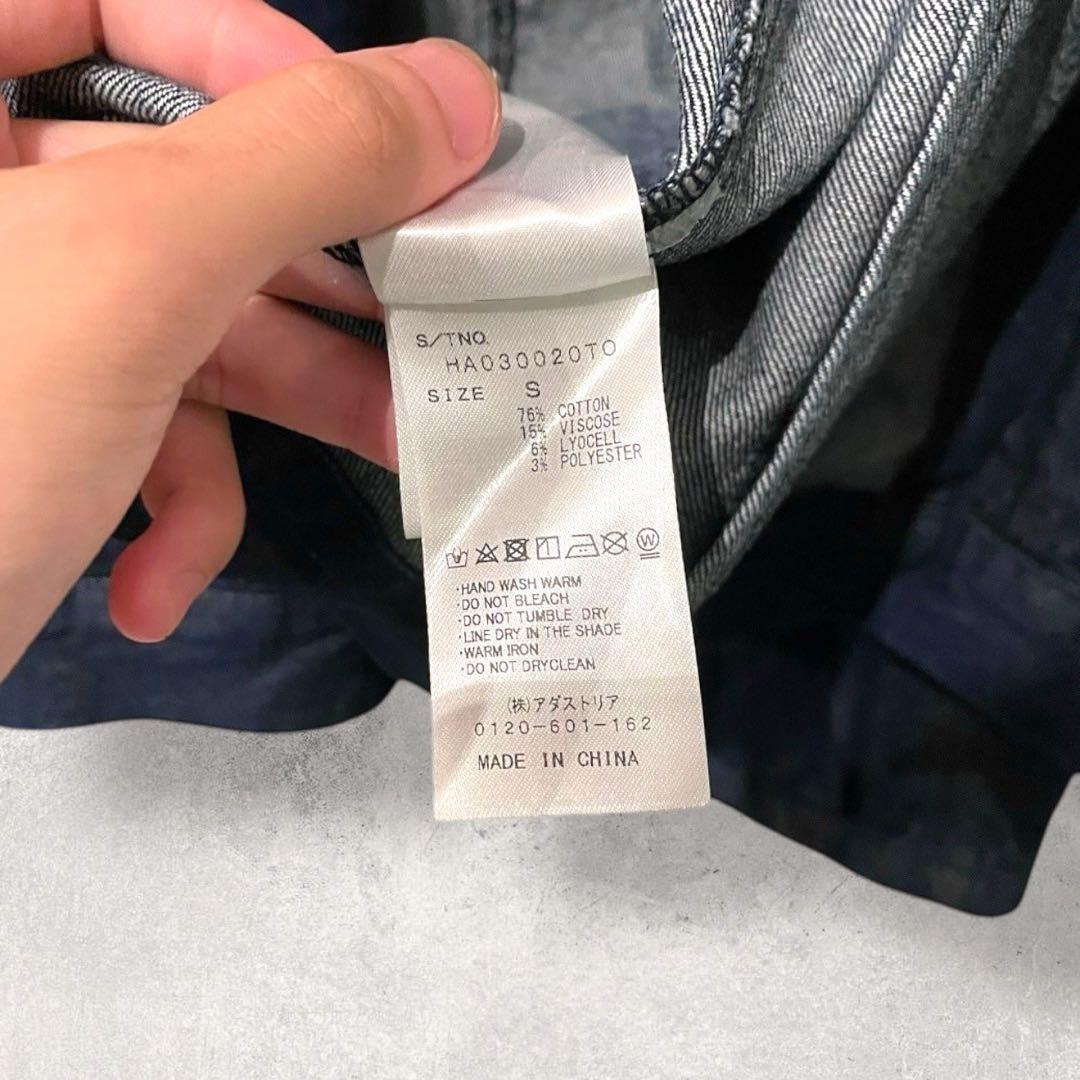 S/TNO.
HA030020TO
SIZE S
76% COTTON
15% VISCOSE
6% LYOCELL
3% POLYESTER
W
・HAND WASH WARM
・DO NOT BLEACH
・DO NOT TUMBLE DRY
・LINE DRY IN THE SHADE
・WARM IRON
・DO NOT DRYCLEAN
(株)アダストリア
0120-601-162
MADE IN CHINA